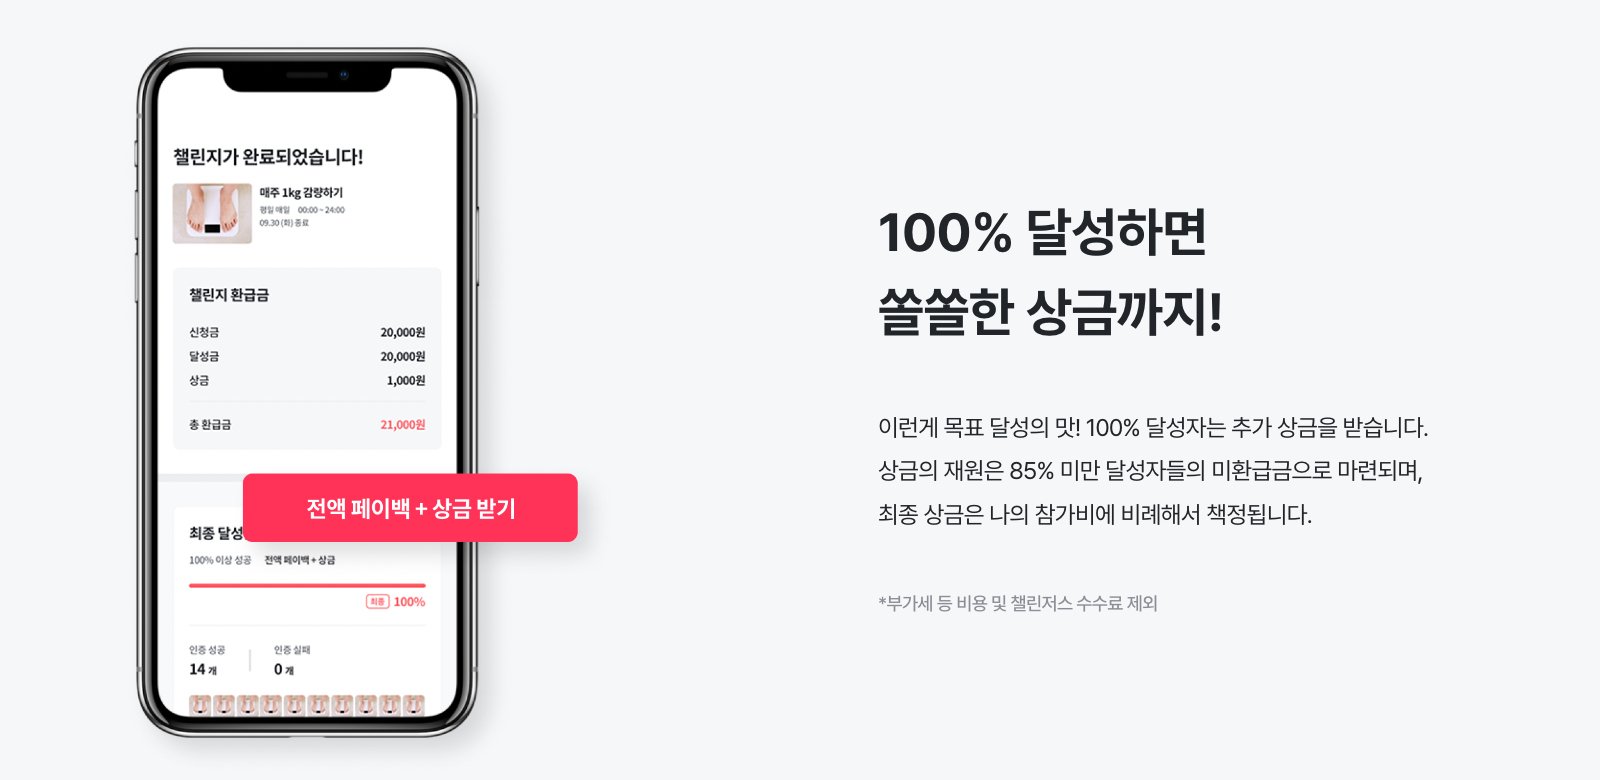 챌린지가 완료되었습니다!
매주 1kg 감량하기
평일 매일 00:00 ~ 24:00
09.30 (화) 종료
챌린지 환급금
신청금 20,000원
달성금 20,000원
상금 1,000원
총 환급금 21,000원
전액 페이백 + 상금 받기
최종 달성
100% 이상 성공 전액 페이백 + 상금
최종 100%
인증 성공 인증 실패
14 개 0 개
100% 달성하면
쏠쏠한 상금까지!
이런게 목표 달성의 맛! 100% 달성자는 추가 상금을 받습니다.
상금의 재원은 85% 미만 달성자들의 미환급금으로 마련되며,
최종 상금은 나의 참가비에 비례해서 책정됩니다.
*부가세 등 비용 및 챌린저스 수수료 제외